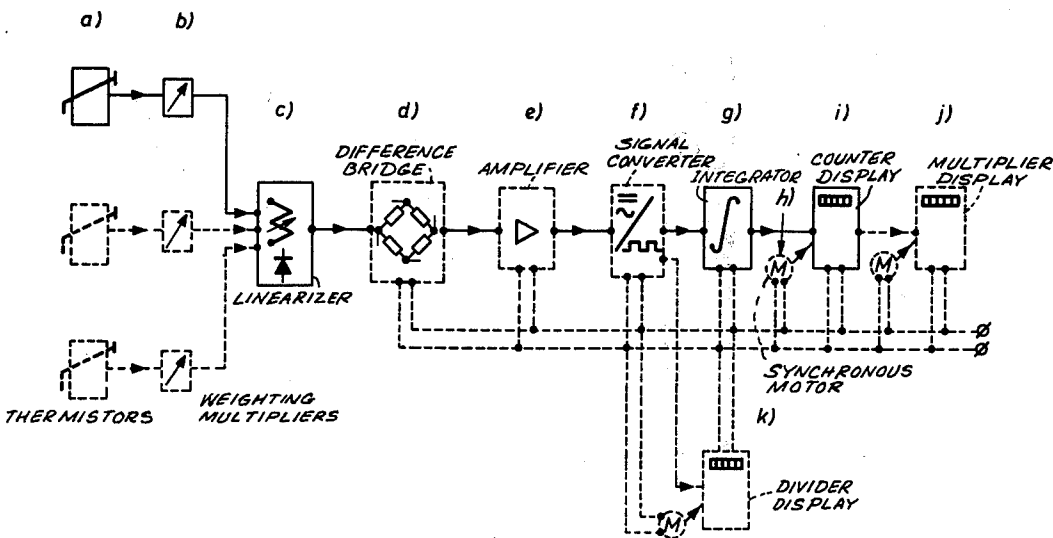 a)
b)
c)
d)
e)
f)
g)
i)
j)
DIFFERENCE
BRIDGE
AMPLIFIER
SIGNAL
CONVERTER
INTEGRATOR
h)
COUNTER
DISPLAY
MULTIPLIER
DISPLAY
M
M
LINEARIZER
THERMISTORS
WEIGHTING
MULTIPLIERS
SYNCHRONOUS
MOTOR
k)
M
DIVIDER
DISPLAY